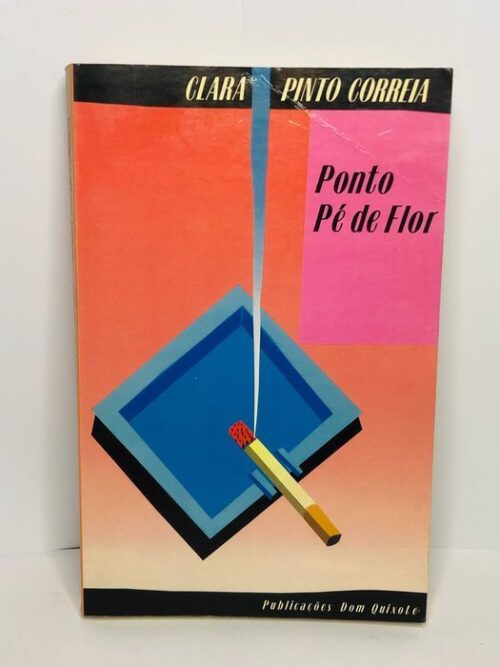 CLARA PINTO CORREIA
Ponto
Pé de Flor
Publicações Dom Quixote